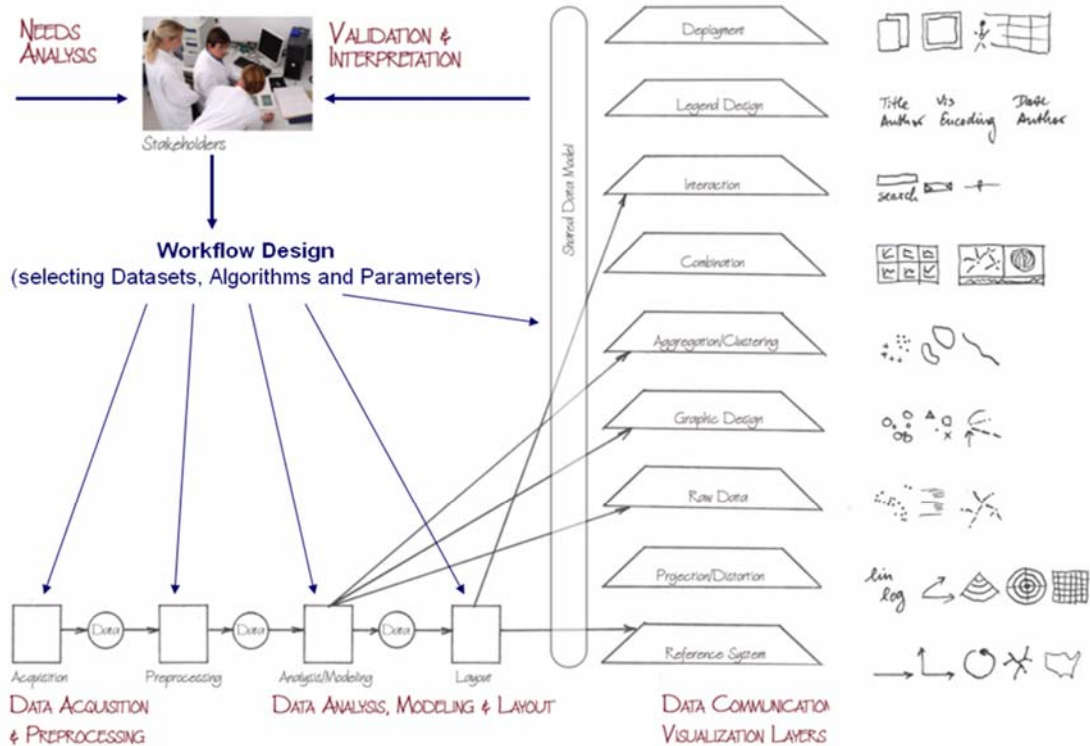 NEEDS
ANALYSIS
VALIDATION &
INTERPRETATION
Stakeholders
Workflow Design
(selecting Datasets, Algorithms and Parameters)
Shared Data Model
Deployment
Legend Design
Title Vis Date
Author Encoding Author
Interaction
search
Combination
Aggregation/Clustering
Graphic Design
Raw Data
Projection/Distortion
lin
log
Reference System
Data
Data
Data
Acquisition
Preprocessing
Analysis/Modeling
Layout
DATA ACQUISITION
& PREPROCESSING
DATA ANALYSIS, MODELING & LAYOUT
DATA COMMUNICATION
VISUALIZATION LAYERS